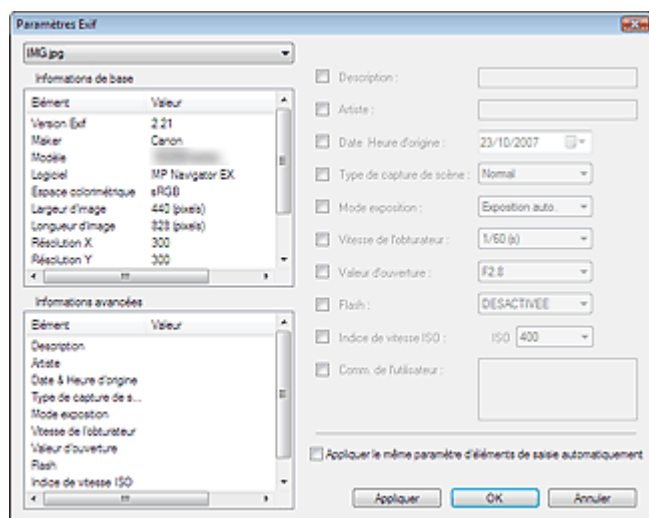 Paramètres Exif
IMG.jpg
Informations de base
Elément Valeur
Version Exif 2.21
Maker Canon
Modèle
Logiciel MP Navigator EX
Espace colorimétrique sRGB
Largeur d'image 440 (pixels)
Longueur d'image 828 (pixels)
Résolution X 300
Résolution Y 300
Informations avancées
Elément Valeur
Description
Artiste
Date & Heure d'origine
Type de capture de s...
Mode exposition
Vitesse de l'obturateur
Valeur d'ouverture
Flash
Indice de vitesse ISO
Description :
Artiste :
Date Heure d'origine : 23/10/2007
Type de capture de scène : Normal
Mode exposition : Exposition auto..
Vitesse de l'obturateur : 1/60 (s)
Valeur d'ouverture : F2.8
Flash : DESACTIVEE
Indice de vitesse ISO : ISO 400
Comm. de l'utilisateur :
Appliquer le même paramètre d'éléments de saisie automatiquement
Appliquer OK Annuler